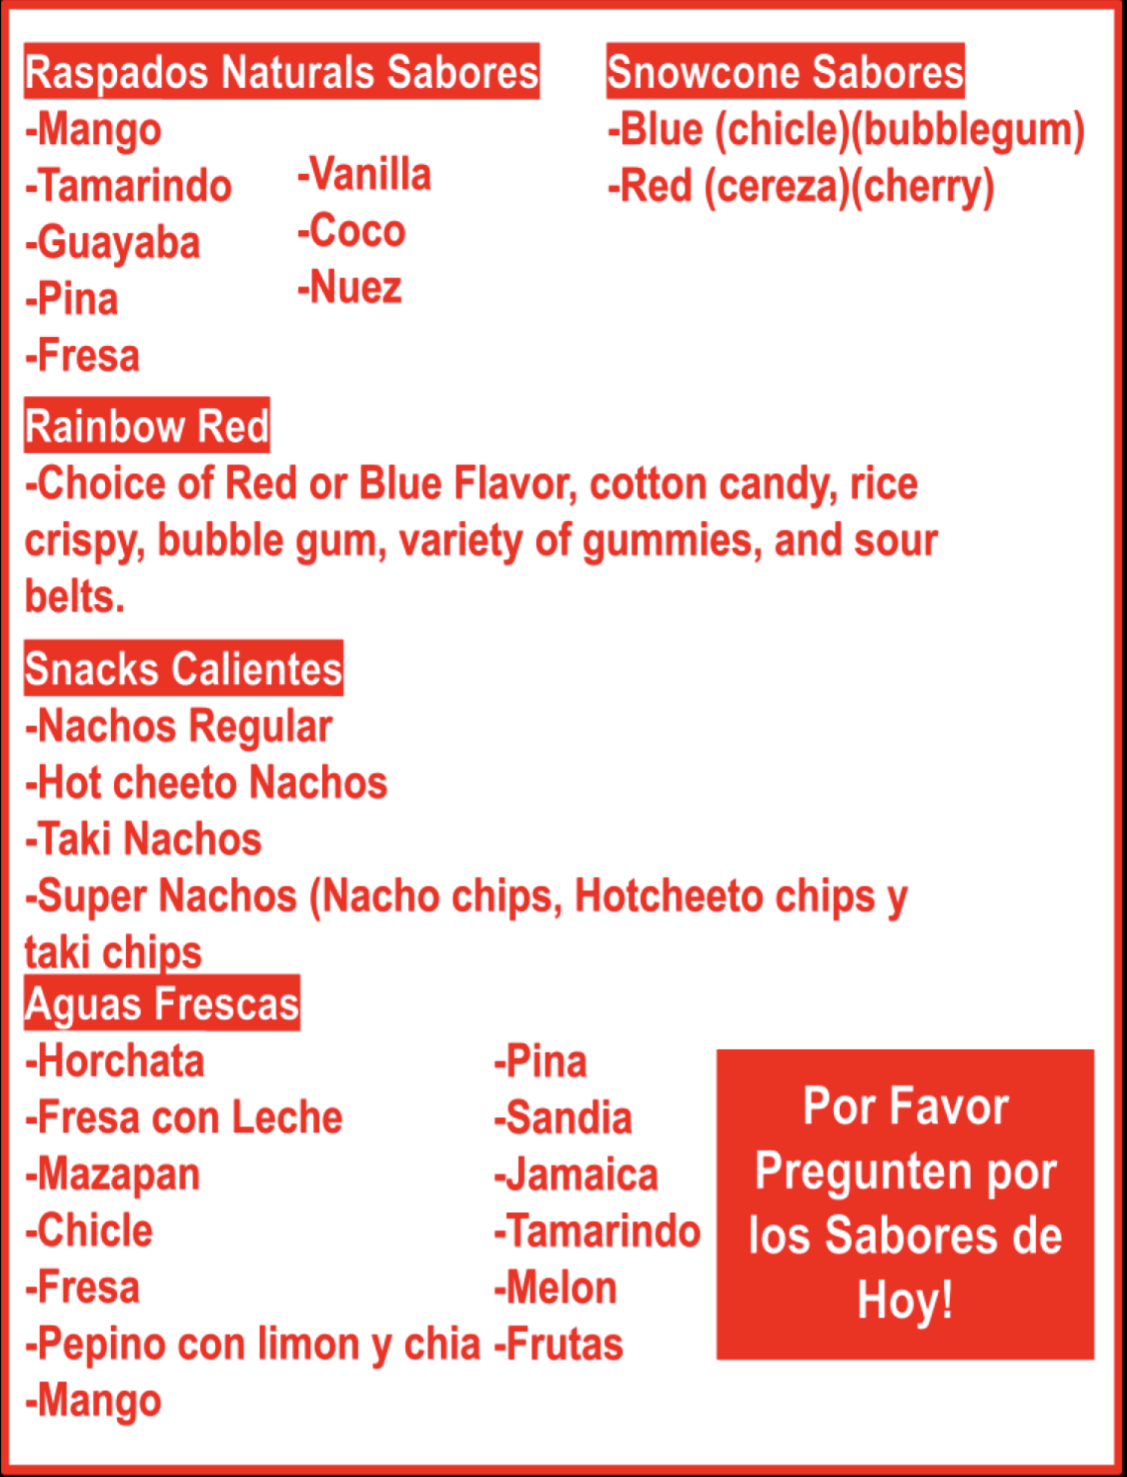 Raspados Naturals Sabores
-Mango
-Tamarindo
-Guayaba
-Pina
-Fresa
-Vanilla
-Coco
-Nuez
Snowcone Sabores
-Blue (chicle)(bubblegum)
-Red (cereza)(cherry)
Rainbow Red
-Choice of Red or Blue Flavor, cotton candy, rice
crispy, bubble gum, variety of gummies, and sour
belts.
Snacks Calientes
-Nachos Regular
-Hot cheeto Nachos
-Taki Nachos
-Super Nachos (Nacho chips, Hotcheeto chips y
taki chips
Aguas Frescas
-Horchata
-Fresa con Leche
-Mazapan
-Chicle
-Fresa
-Pepino con limon y chia
-Mango
-Pina
-Sandia
-Jamaica
-Tamarindo
-Melon
-Frutas
Por Favor
Pregunten por
los Sabores de
Hoy!